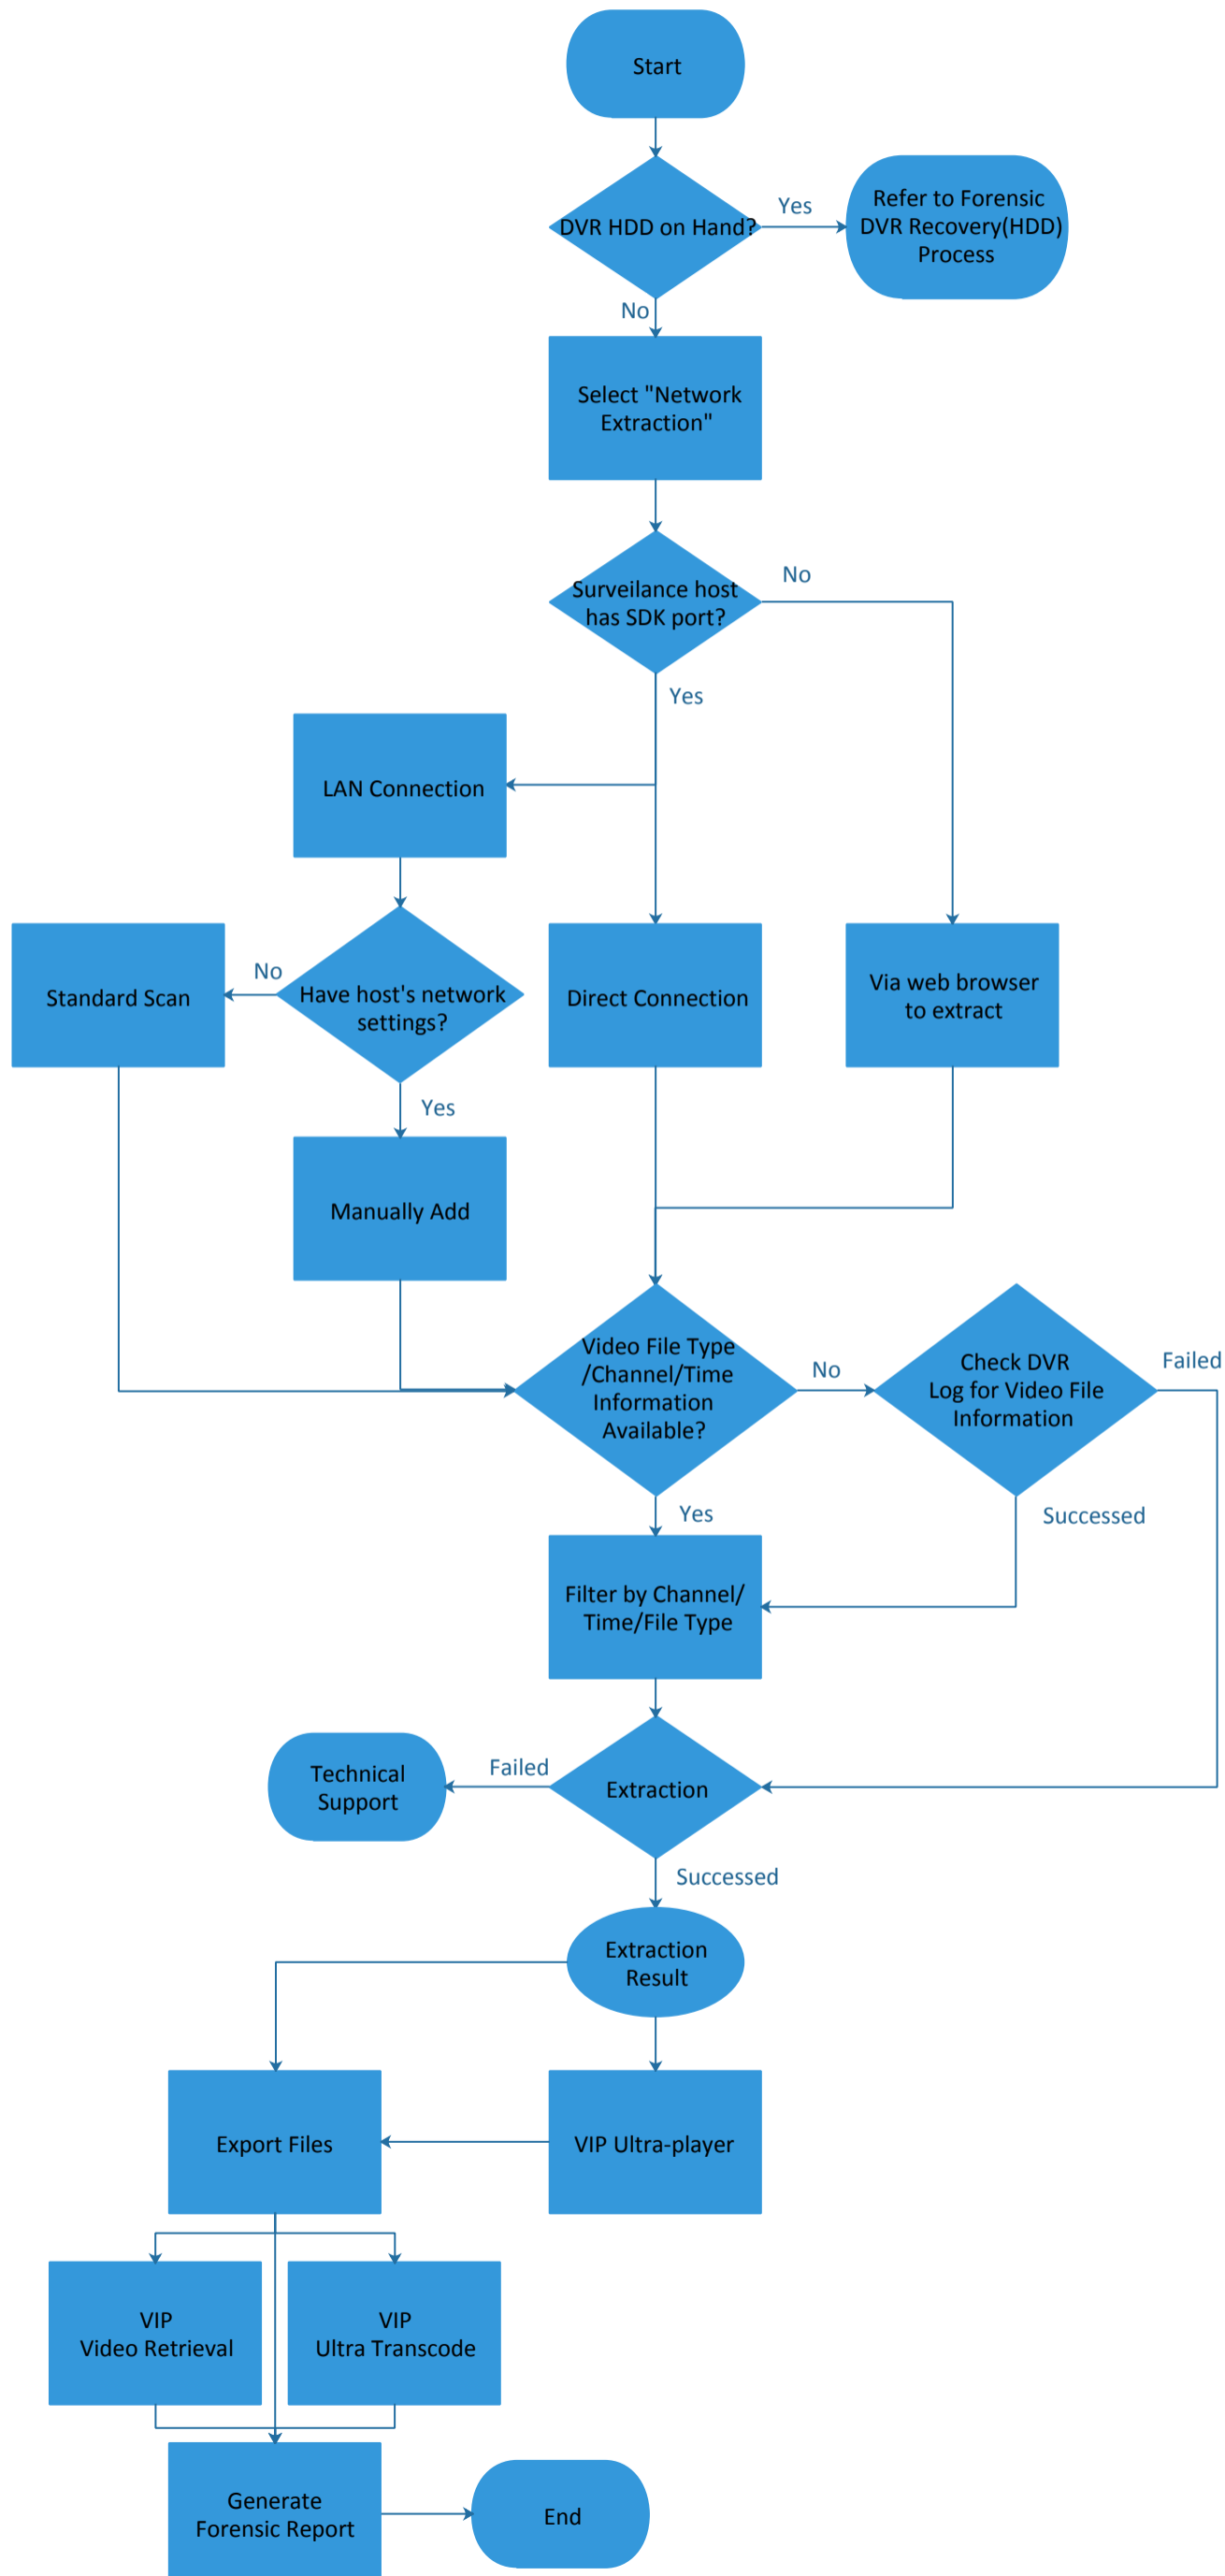 Start
DVR HDD on Hand?
Yes
Refer to Forensic
DVR Recovery(HDD)
Process
No
Select "Network
Extraction"
Surveilance host
has SDK port?
No
Yes
LAN Connection
Standard Scan
No
Have host's network
settings?
Direct Connection
Via web browser
to extract
Yes
Manually Add
Video File Type
/Channel/Time
Information
Available?
No
Check DVR
Log for Video File
Information
Failed
Yes
Successed
Filter by Channel/
Time/File Type
Technical
Support
Failed
Extraction
Successed
Extraction
Result
Export Files
VIP Ultra-player
VIP
Video Retrieval
VIP
Ultra Transcode
Generate
Forensic Report
End